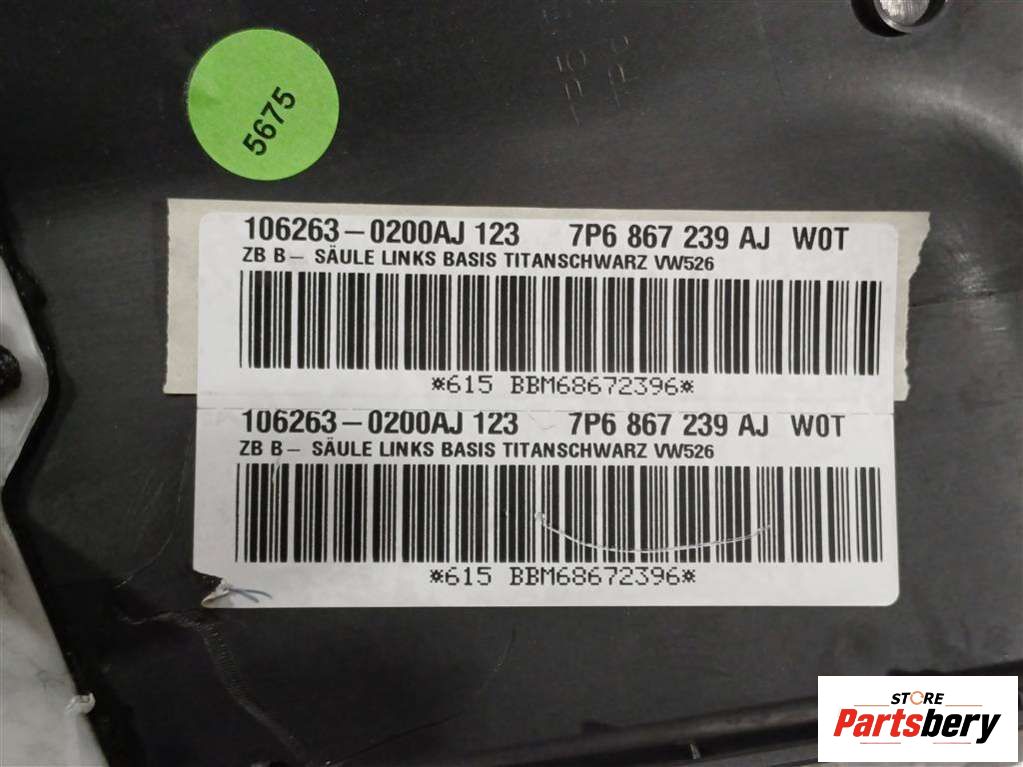 5675
106263-0200AJ 123 7P6 867 239 AJ W0T
ZB B- SÄULE LINKS BASIS TITANSCHWARZ VW526
*615 BBM68672396*
106263-0200AJ 123 7P6 867 239 AJ W0T
ZB B- SÄULE LINKS BASIS TITANSCHWARZ VW526
*615 BBM68672396*
STORE
Partsbery